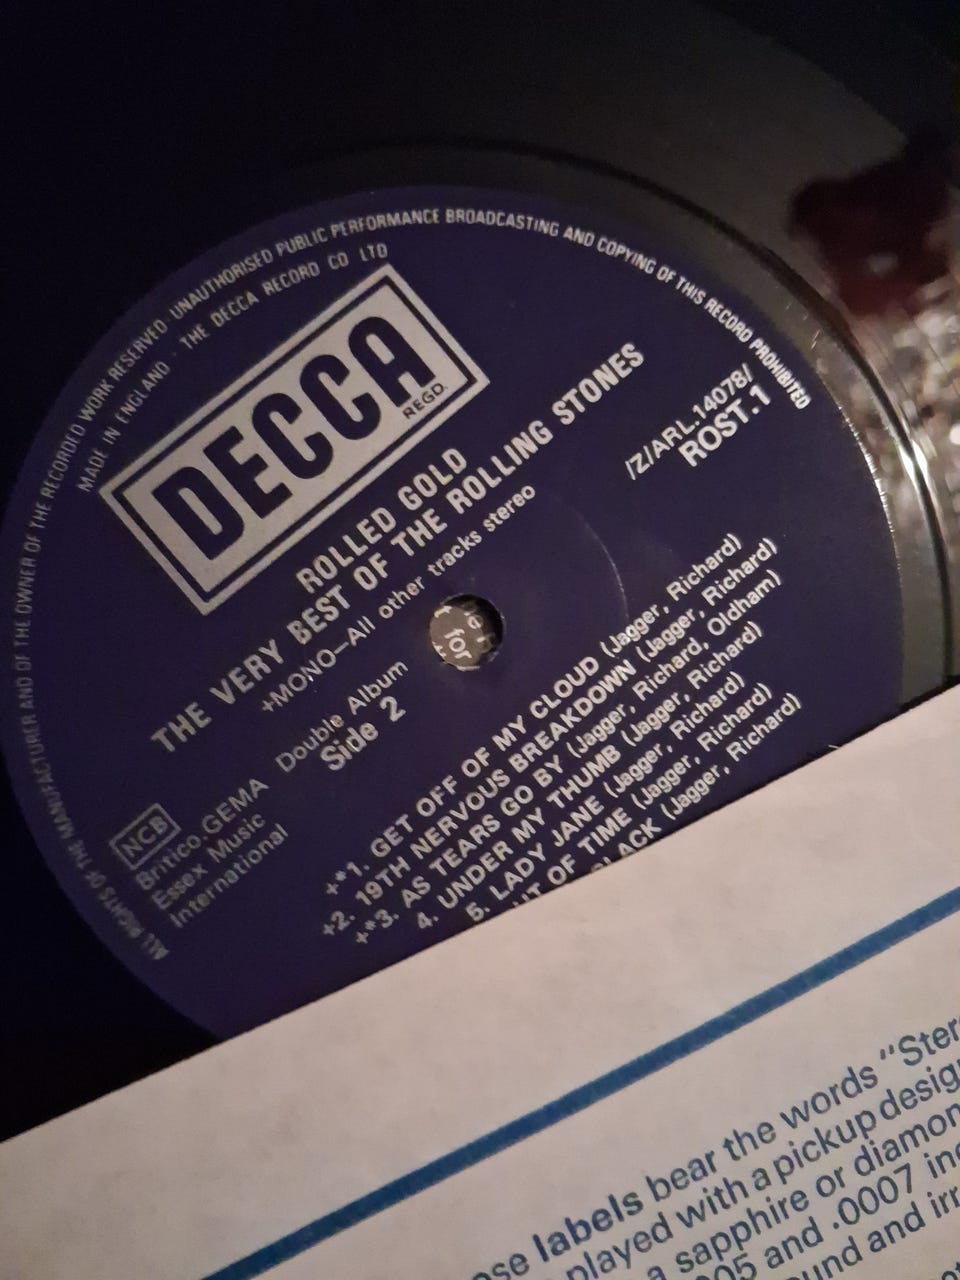 ALL RIGHTS OF THE MANUFACTURER AND OF THE OWNER OF THE RECORDED WORK RESERVED UNAUTHORISED PUBLIC PERFORMANCE BROADCASTING AND COPYING OF THIS RECORD PROHIBITED
MADE IN ENGLAND · THE DECCA RECORD CO LTD
DECCA
REGD.
ROLLED GOLD
THE VERY BEST OF THE ROLLING STONES
+MONO—All other tracks stereo
/Z/ARL.14078/
ROST.1
Double Album
Side 2
NCB
Britico.GEMA
Essex Music
International
+*1. GET OFF OF MY CLOUD (Jagger, Richard)
+2. 19TH NERVOUS BREAKDOWN (Jagger, Richard)
+*3. AS TEARS GO BY (Jagger, Richard, Oldham)
4. UNDER MY THUMB (Jagger, Richard)
5. LADY JANE (Jagger, Richard)
OF TIME (Jagger, Richard)
(Jagger, Richard)
for
labels bear the words "Ster
played with a pickup desig
a sapphire or diamon
05 and .0007 in
und and irr